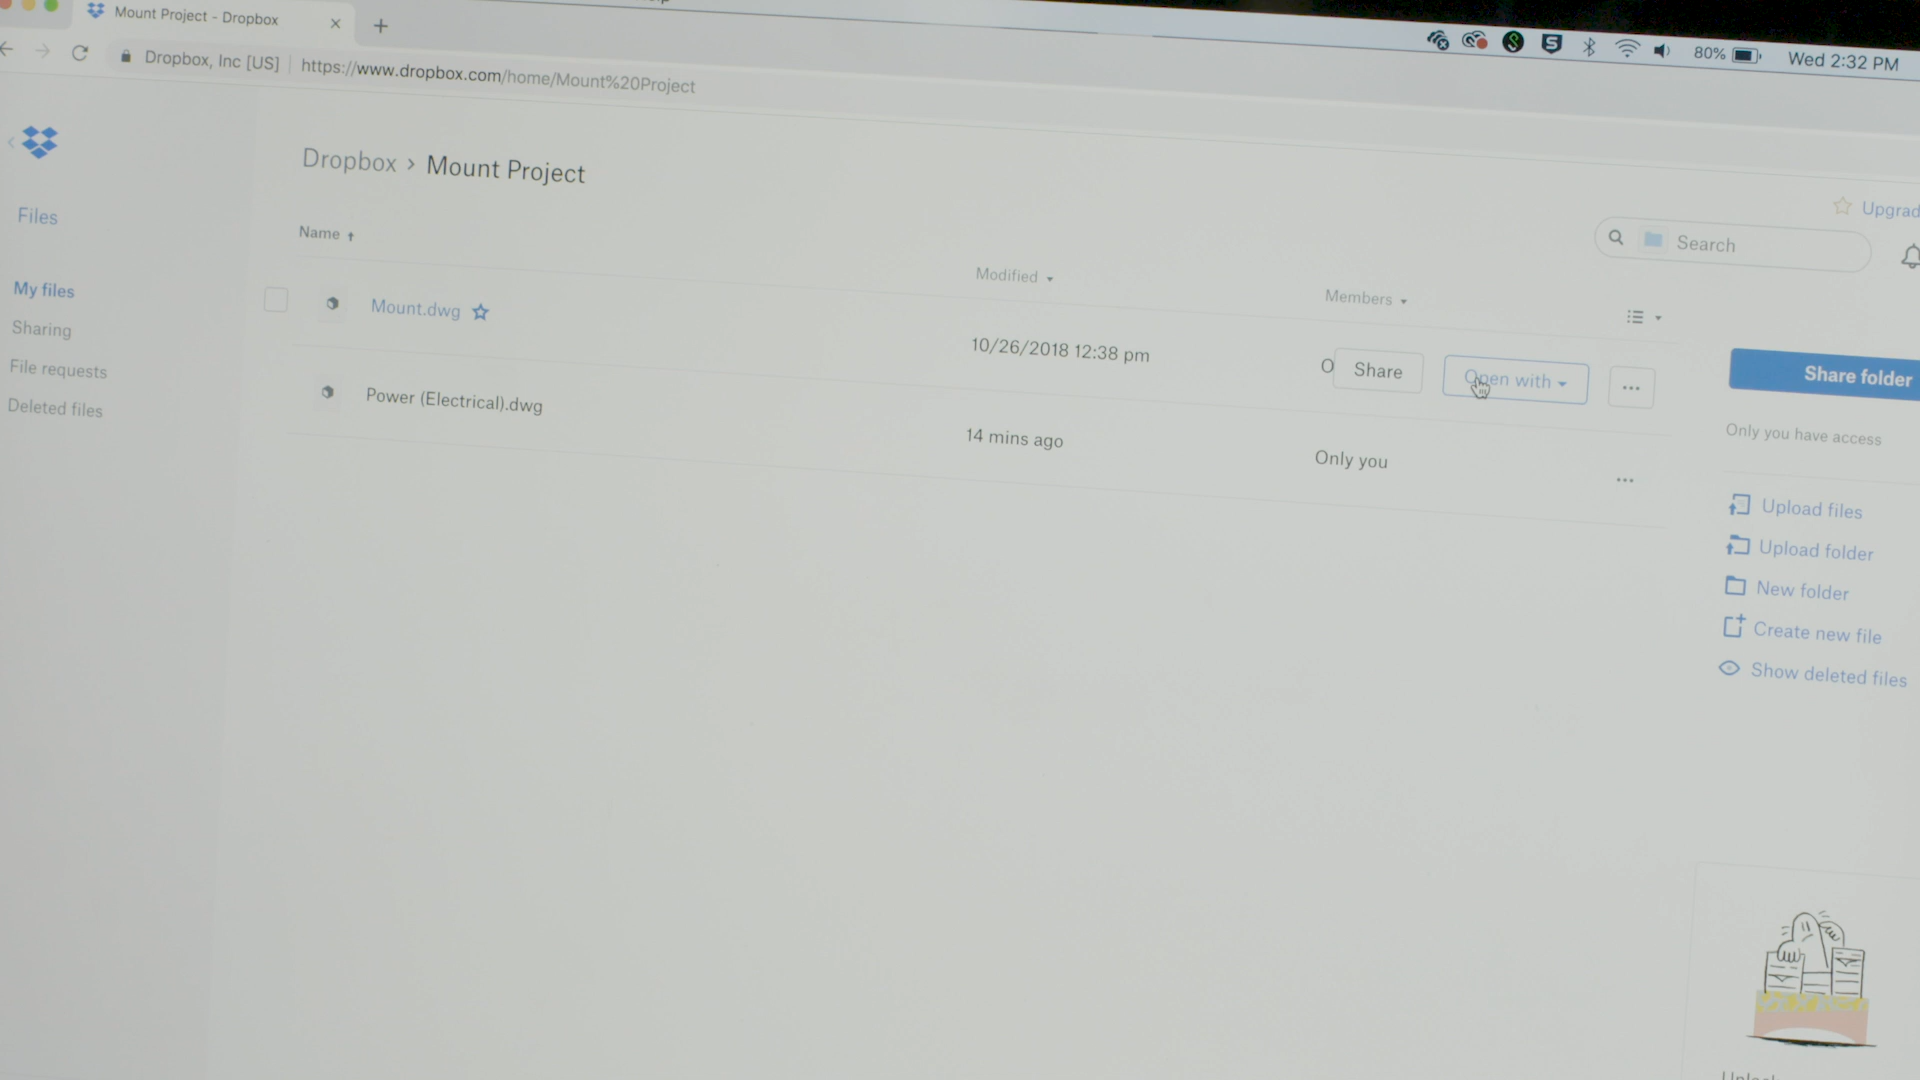 Mount Project - Dropbox
80%
Wed 2:32 PM
Dropbox, Inc [US]
https://www.dropbox.com/home/Mount%20Project
Dropbox › Mount Project
Upgrad
Search
Files
My files
Sharing
File requests
Deleted files
Name
Modified
Members
Mount.dwg
10/26/2018 12:38 pm
O
Share
Open with
...
Power (Electrical).dwg
14 mins ago
Only you
...
Share folder
Only you have access
Upload files
Upload folder
New folder
Create new file
Show deleted files